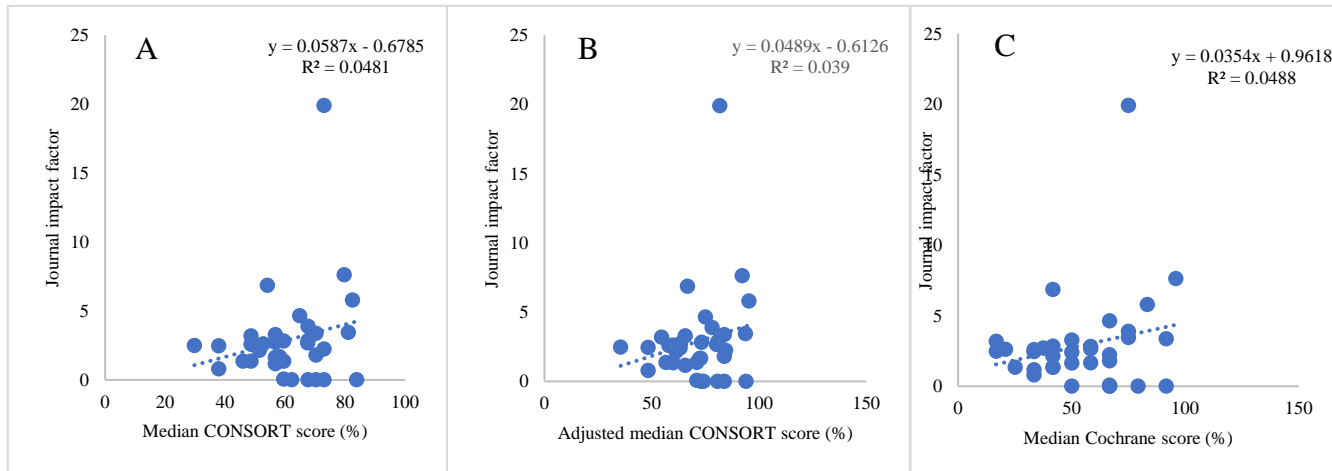 A
y = 0.0587x - 0.6785
R² = 0.0481
25
20
15
10
5
0
0 20 40 60 80 100
Journal impact factor
Median CONSORT score (%)
B
y = 0.0489x - 0.6126
R² = 0.039
25
20
15
10
5
0
0 50 100 150
Journal impact factor
Adjusted median CONSORT score (%)
C
y = 0.0354x + 0.9618
R² = 0.0488
25
20
15
10
5
0
0 50 100 150
Journal impact factor
Median Cochrane score (%)